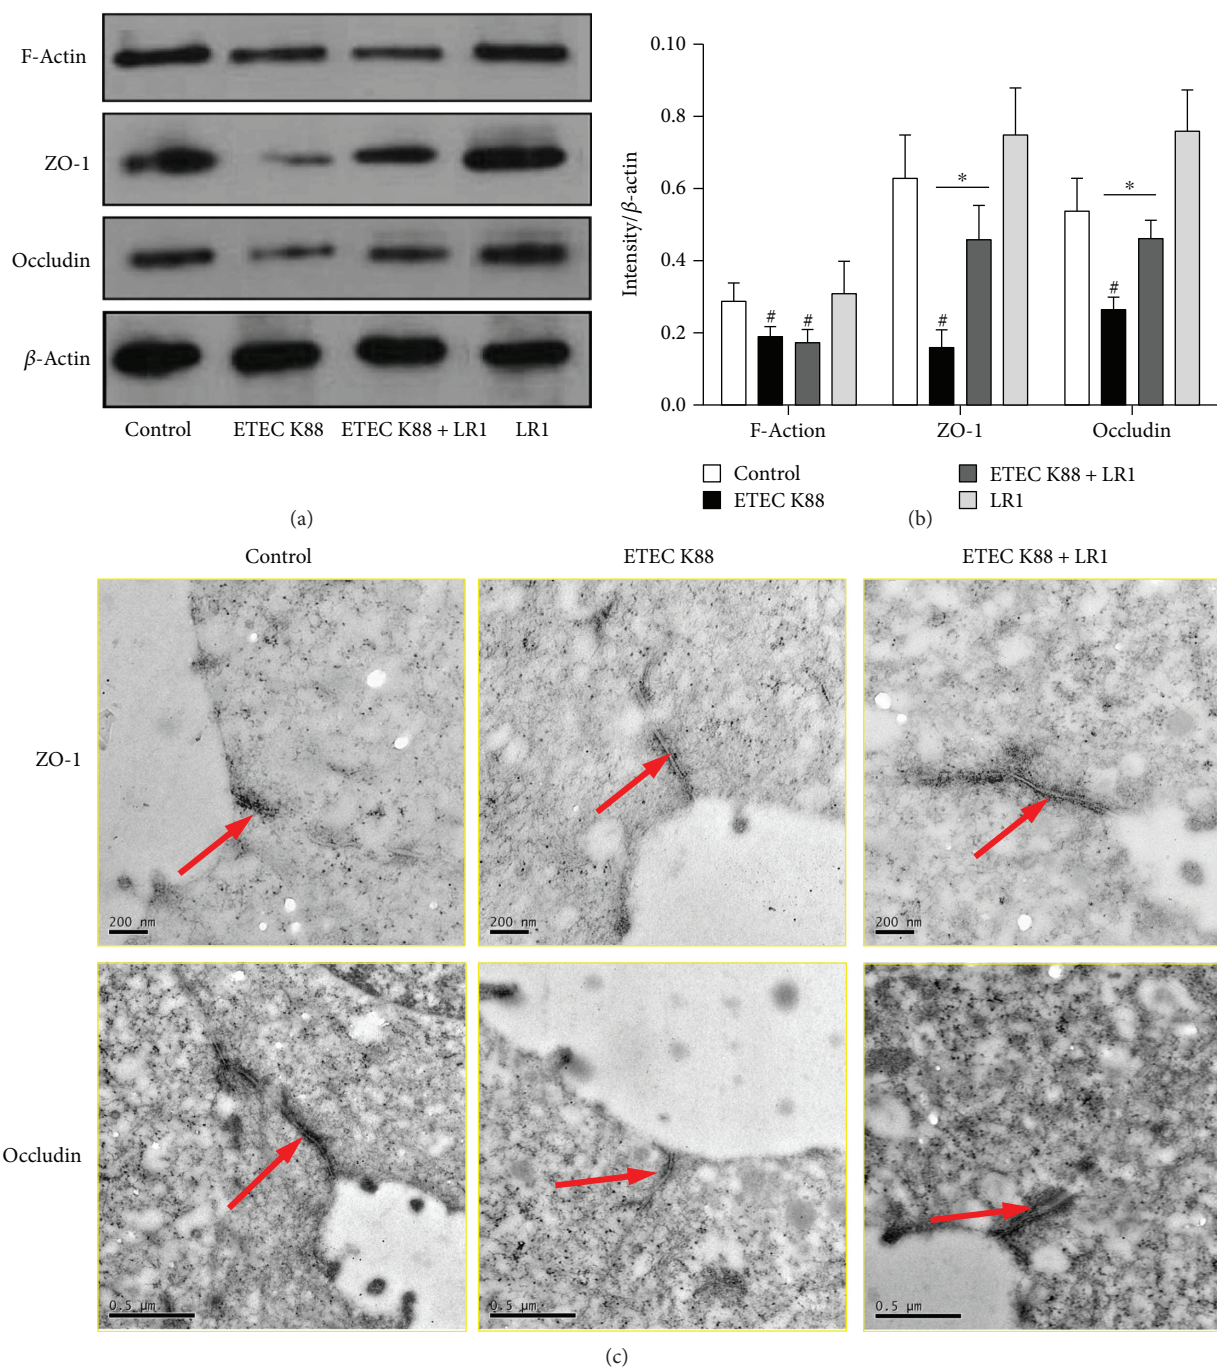 F-Actin
ZO-1
Occludin
β-Actin
Control ETEC K88 ETEC K88 + LR1 LR1
(a)
Intensity/β-actin
0.10
0.8
0.6
0.4
0.2
0.0
# # # * # *
F-Action ZO-1 Occludin
Control ETEC K88 + LR1
ETEC K88 LR1
(b)
Control ETEC K88 ETEC K88 + LR1
ZO-1
200 nm 200 nm 200 nm
Occludin
0.5 µm 0.5 µm 0.5 µm
(c)